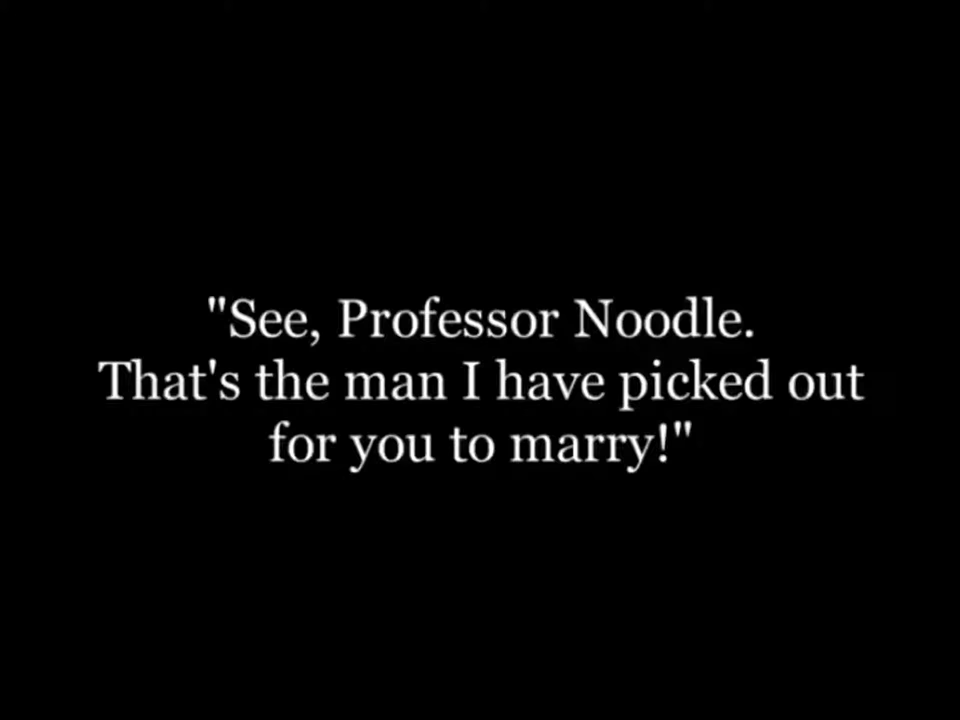 "See, Professor Noodle.
That's the man I have picked out
for you to marry!"